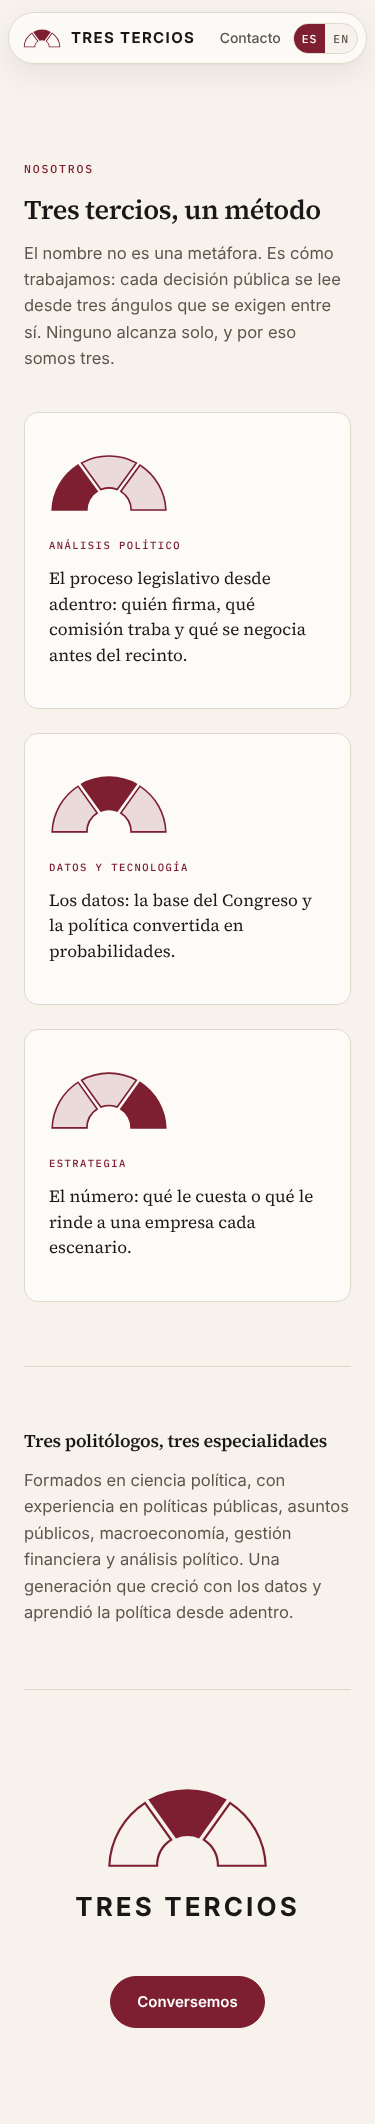 TRES TERCIOS
Contacto
ES
EN
NOSOTROS
Tres tercios, un método
El nombre no es una metáfora. Es cómo
trabajamos: cada decisión pública se lee
desde tres ángulos que se exigen entre
sí. Ninguno alcanza solo, y por eso
somos tres.
ANÁLISIS POLÍTICO
El proceso legislativo desde
adentro: quién firma, qué
comisión traba y qué se negocia
antes del recinto.
DATOS Y TECNOLOGÍA
Los datos: la base del Congreso y
la política convertida en
probabilidades.
ESTRATEGIA
El número: qué le cuesta o qué le
rinde a una empresa cada
escenario.
Tres politólogos, tres especialidades
Formados en ciencia política, con
experiencia en políticas públicas, asuntos
públicos, macroeconomía, gestión
financiera y análisis político. Una
generación que creció con los datos y
aprendió la política desde adentro.
TRES TERCIOS
Conversemos